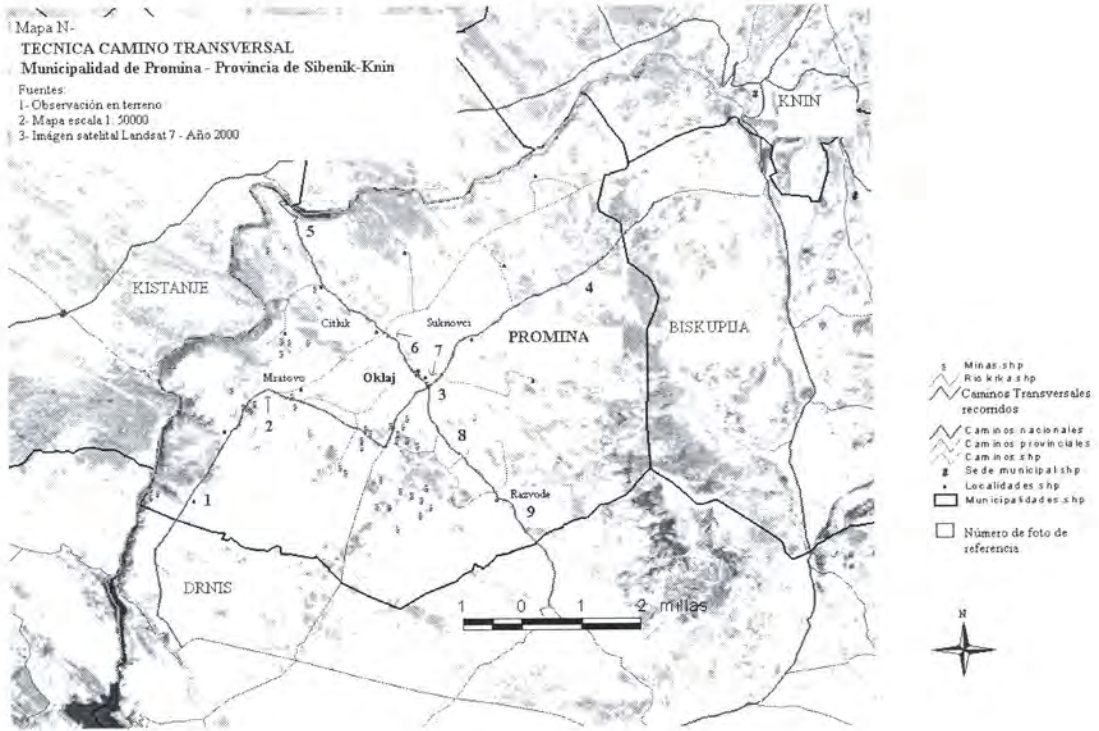 Mapa N-
TECNICA CAMINO TRANSVERSAL
Municipalidad de Promina - Provincia de Sibenik-Knin
Fuentes:
1- Observación en terreno
2- Mapa escala 1: 50000
3- Imágen satelital Landsat 7 - Año 2000
KNIN
5
KISTANJE
4
Citluk
Suknovci
PROMINA
BISKUPIJA
6
7
Mratovo
Oklaj
3
2
8
1
Razvode
9
DRNIS
1 0 1 2 millas
Minas.shp
Rio krka.shp
Caminos Transversales
recorridos
Caminos nacionales
Caminos provinciales
Caminos.shp
Sede municipal.shp
Localidades.shp
Municipalidades.shp
Número de foto de
referencia
N